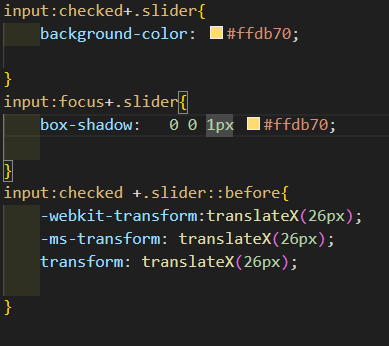 input:checked+.slider{
background-color: #ffdb70;
}
input:focus+.slider{
box-shadow: 0 0 1px #ffdb70;
}
input:checked +.slider::before{
-webkit-transform:translateX(26px);
-ms-transform: translateX(26px);
transform: translateX(26px);
}